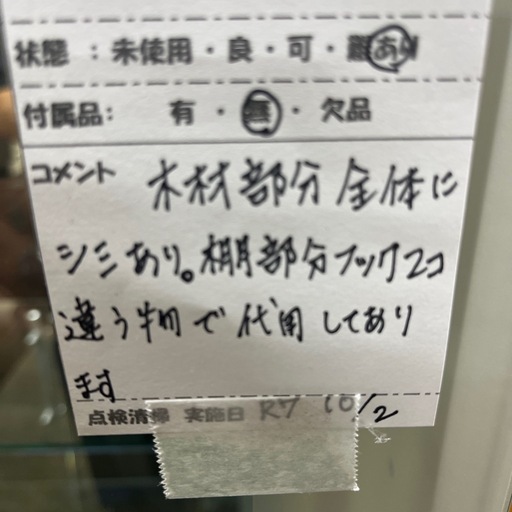 状態 : 未使用・良・可・難あり
付属品: 有・無・欠品
コメント 木材部分全体に
シミあり。棚部分フック2コ
違う物で代用してあり
ます
点検清掃 実施日 R7 10/2